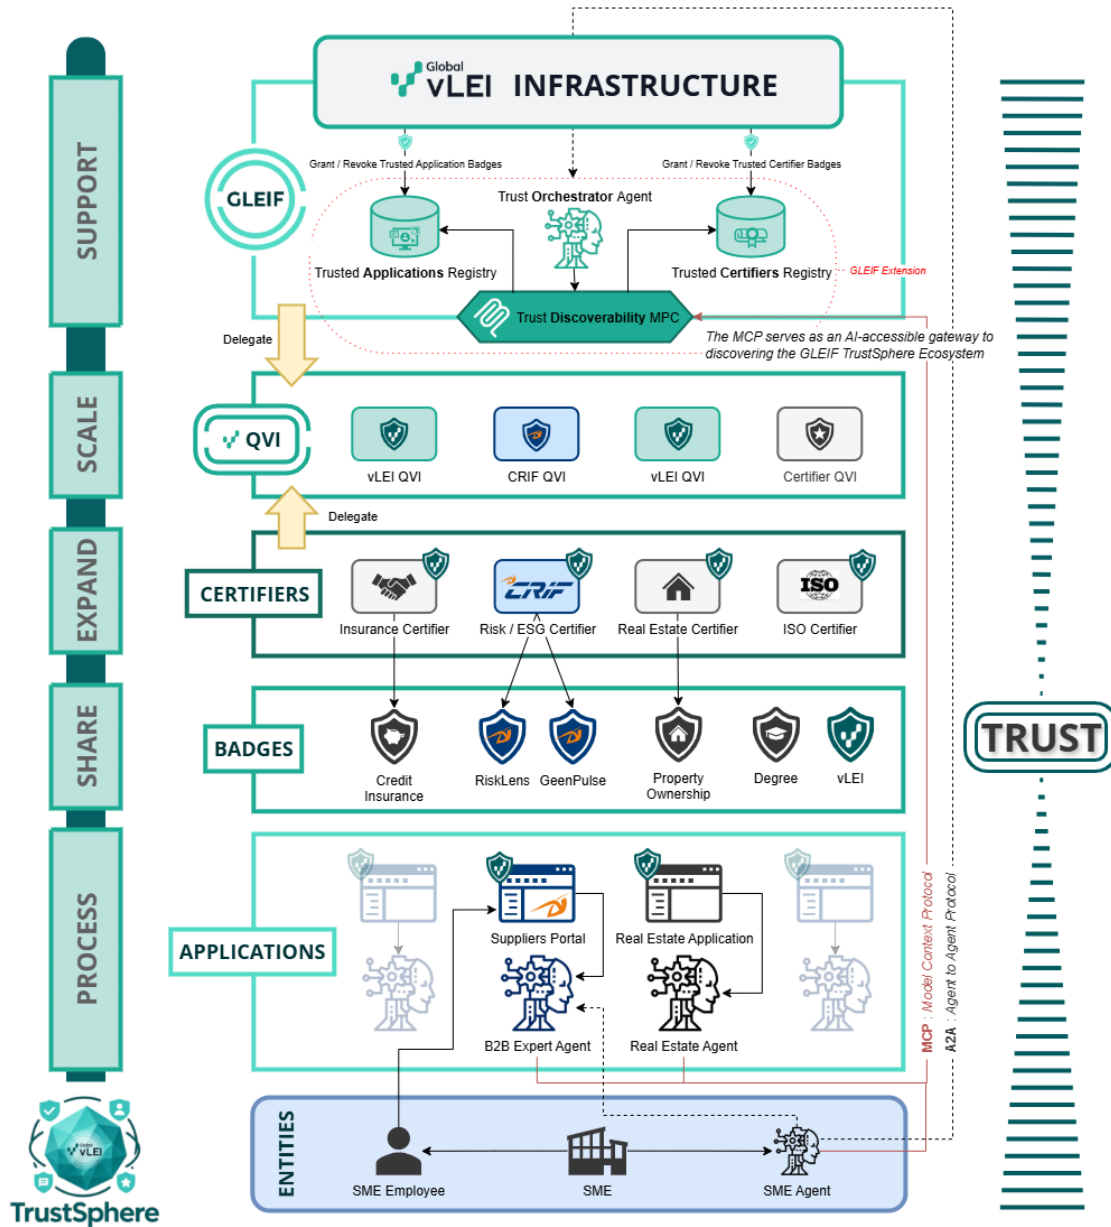 Global
vLEI INFRASTRUCTURE
SUPPORT
GLEIF
Grant / Revoke Trusted Application Badges
Grant / Revoke Trusted Certifier Badges
Trust Orchestrator Agent
Trusted Applications Registry
Trusted Certifiers Registry
GLEIF Extension
Trust Discoverability MPC
The MCP serves as an AI-accessible gateway to
discovering the GLEIF TrustSphere Ecosystem
Delegate
SCALE
QVI
vLEI QVI
CRIF QVI
vLEI QVI
Certifier QVI
Delegate
EXPAND
CERTIFIERS
CRIF
ISO
Insurance Certifier
Risk / ESG Certifier
Real Estate Certifier
ISO Certifier
SHARE
BADGES
Credit
Insurance
RiskLens
GeenPulse
Property
Ownership
Degree
vLEI
TRUST
PROCESS
APPLICATIONS
Suppliers Portal
Real Estate Application
B2B Expert Agent
Real Estate Agent
MCP : Model Context Protocol
A2A : Agent to Agent Protocol
ENTITIES
SME Employee
SME
SME Agent
Global
vLEI
TrustSphere